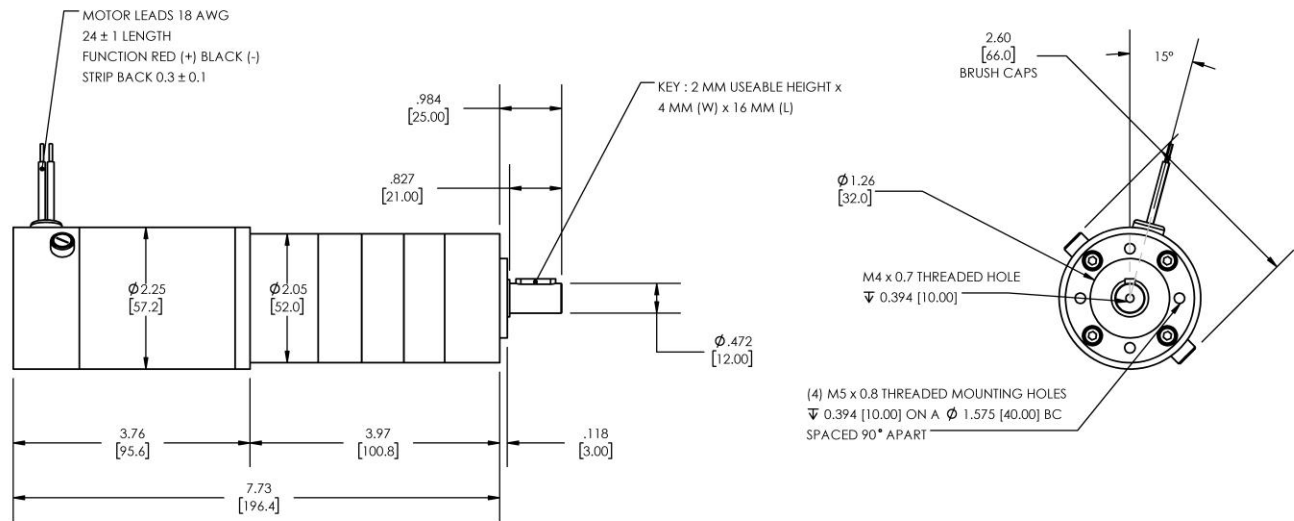 MOTOR LEADS 18 AWG
24 ± 1 LENGTH
FUNCTION RED (+) BLACK (-)
STRIP BACK 0.3 ± 0.1
.984
[25.00]
KEY : 2 MM USEABLE HEIGHT x
4 MM (W) x 16 MM (L)
.827
[21.00]
Ø2.25
[57.2]
Ø2.05
[52.0]
Ø.472
[12.00]
3.76
[95.6]
3.97
[100.8]
.118
[3.00]
7.73
[196.4]
2.60
[66.0]
BRUSH CAPS
15°
Ø1.26
[32.0]
M4 x 0.7 THREADED HOLE
↧ 0.394 [10.00]
(4) M5 x 0.8 THREADED MOUNTING HOLES
↧ 0.394 [10.00] ON A Ø 1.575 [40.00] BC
SPACED 90° APART